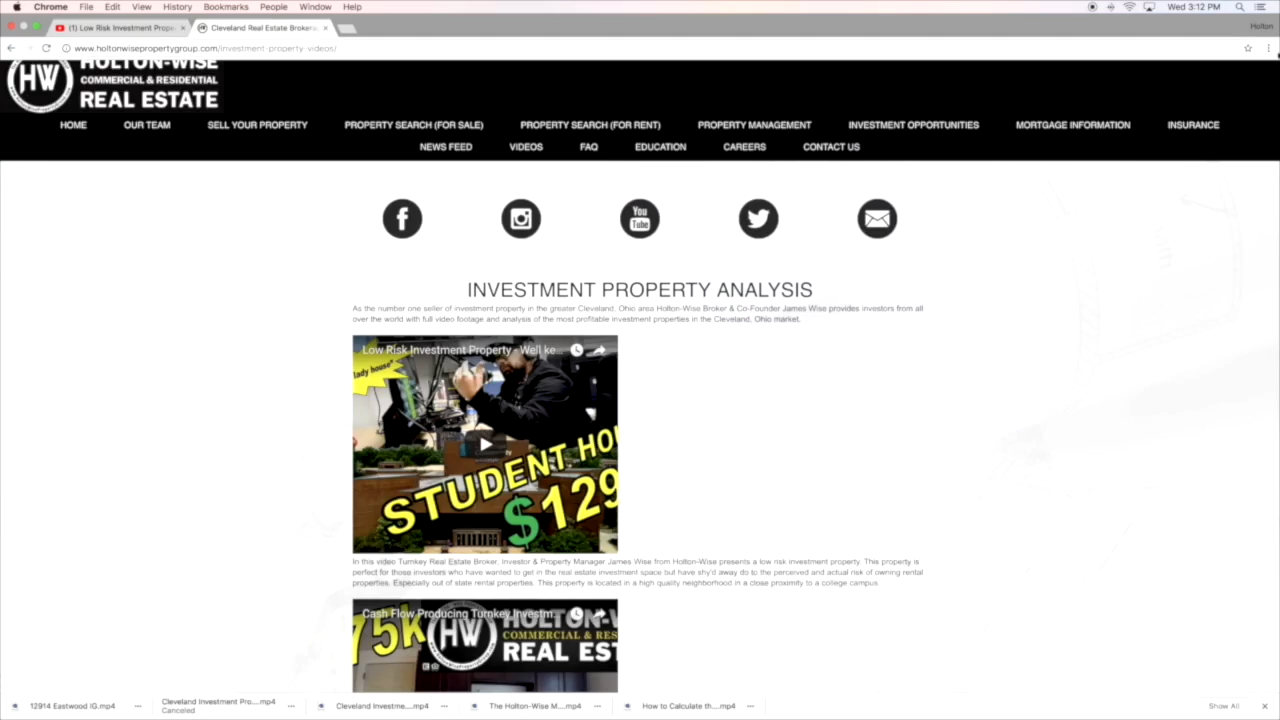 Chrome File Edit View History Bookmarks People Window Help Wed 3:12 PM
(1) Low Risk Investment Prop Cleveland Real Estate Brokers, Holton
www.holtonwisepropertygroup.com/investment-property-videos/
HW HOLTON-WISE
COMMERCIAL & RESIDENTIAL
REAL ESTATE
HOME OUR TEAM SELL YOUR PROPERTY PROPERTY SEARCH (FOR SALE) PROPERTY SEARCH (FOR RENT) PROPERTY MANAGEMENT INVESTMENT OPPORTUNITIES MORTGAGE INFORMATION INSURANCE
NEWS FEED VIDEOS FAQ EDUCATION CAREERS CONTACT US
You
Tube
INVESTMENT PROPERTY ANALYSIS
As the number one seller of investment property in the greater Cleveland, Ohio area Holton-Wise Broker & Co-Founder James Wise provides investors from all
over the world with full video footage and analysis of the most profitable investment properties in the Cleveland, Ohio market.
Low Risk Investment Property - Well ke...
lady house"
by
STUDENT HOU
$129
In this video Turnkey Real Estate Broker, Investor & Property Manager James Wise from Holton-Wise presents a low risk investment property. This property is
perfect for those investors who have wanted to get in the real estate investment space but have shy'd away do to the perceived and actual risk of owning rental
properties. Especially out of state rental properties. This property is located in a high quality neighborhood in a close proximity to a college campus
Cash Flow Producing Turnkey Investm...
75k HW HOLTON-W
COMMERCIAL & RES
REAL EST
12914 Eastwood IG.mp4 Cleveland Investment Pro....mp4 Cleveland Investme....mp4 The Holton-Wise M....mp4 How to Calculate th....mp4 Show All
Canceled